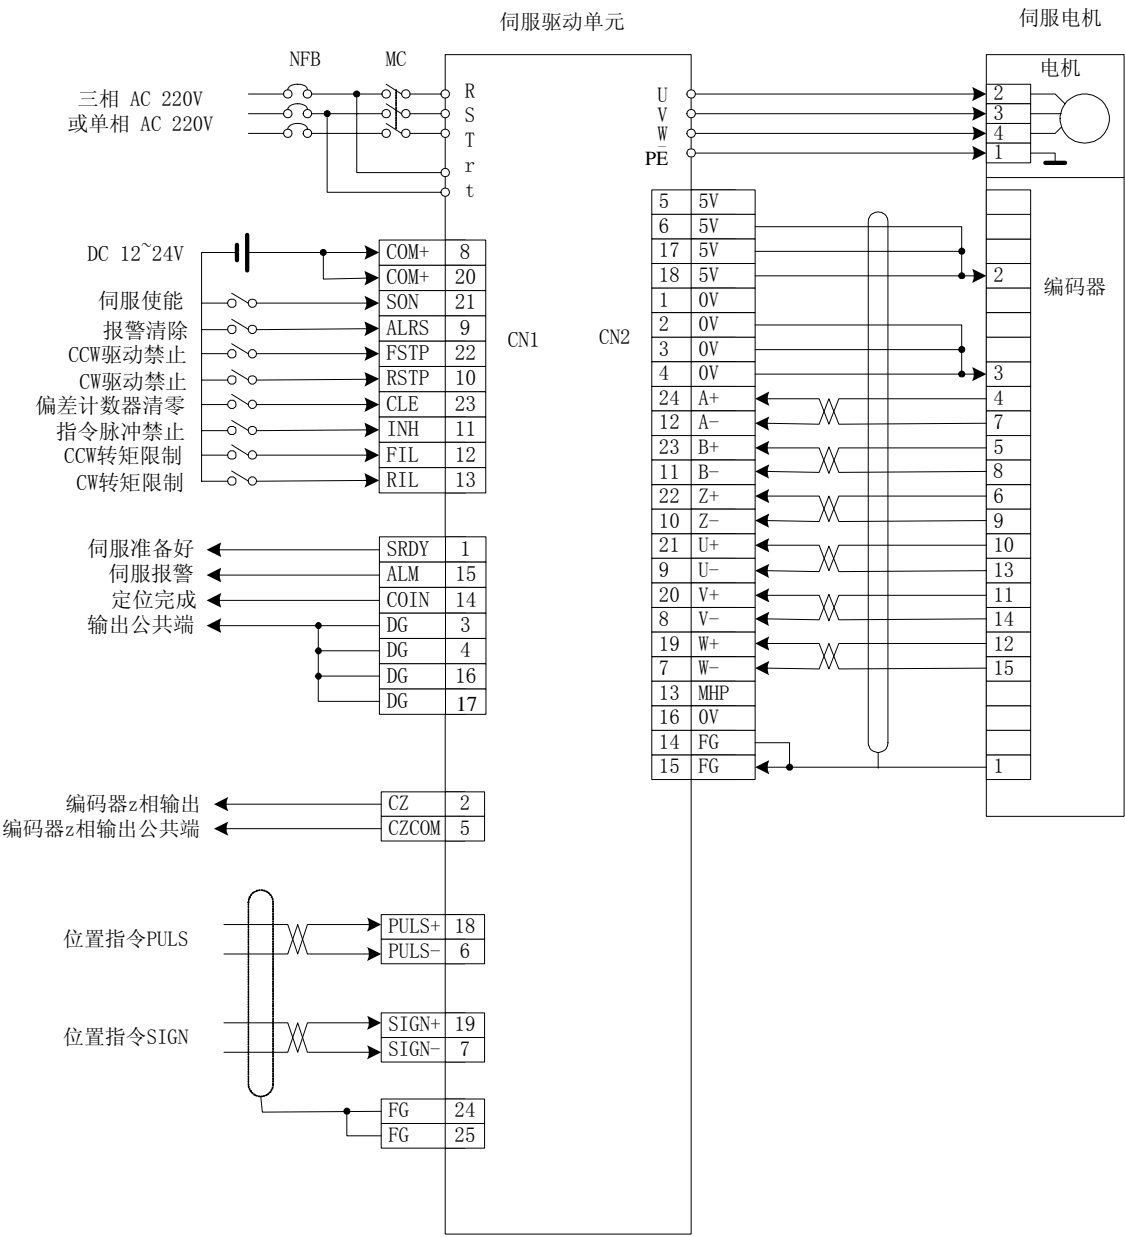 伺服驱动单元
伺服电机
NFB
MC
三相 AC 220V
或单相 AC 220V
R
S
T
r
t
U
V
W
PE
电机
2
3
4
1
DC 12~24V
COM+ 8
COM+ 20
伺服使能 SON 21
报警清除 ALRS 9
CCW驱动禁止 FSTP 22
CW驱动禁止 RSTP 10
偏差计数器清零 CLE 23
指令脉冲禁止 INH 11
CCW转矩限制 FIL 12
CW转矩限制 RIL 13
CN1
伺服准备好 SRDY 1
伺服报警 ALM 15
定位完成 COIN 14
输出公共端 DG 3
DG 4
DG 16
DG 17
编码器z相输出 CZ 2
编码器z相输出公共端 CZCOM 5
位置指令PULS
PULS+ 18
PULS- 6
位置指令SIGN
SIGN+ 19
SIGN- 7
FG 24
FG 25
CN2
5 5V
6 5V
17 5V
18 5V 2
1 0V
2 0V
3 0V
4 0V 3
24 A+ 4
12 A- 7
23 B+ 5
11 B- 8
22 Z+ 6
10 Z- 9
21 U+ 10
9 U- 13
20 V+ 11
8 V- 14
19 W+ 12
7 W- 15
13 MHP
16 0V
14 FG
15 FG 1
编码器